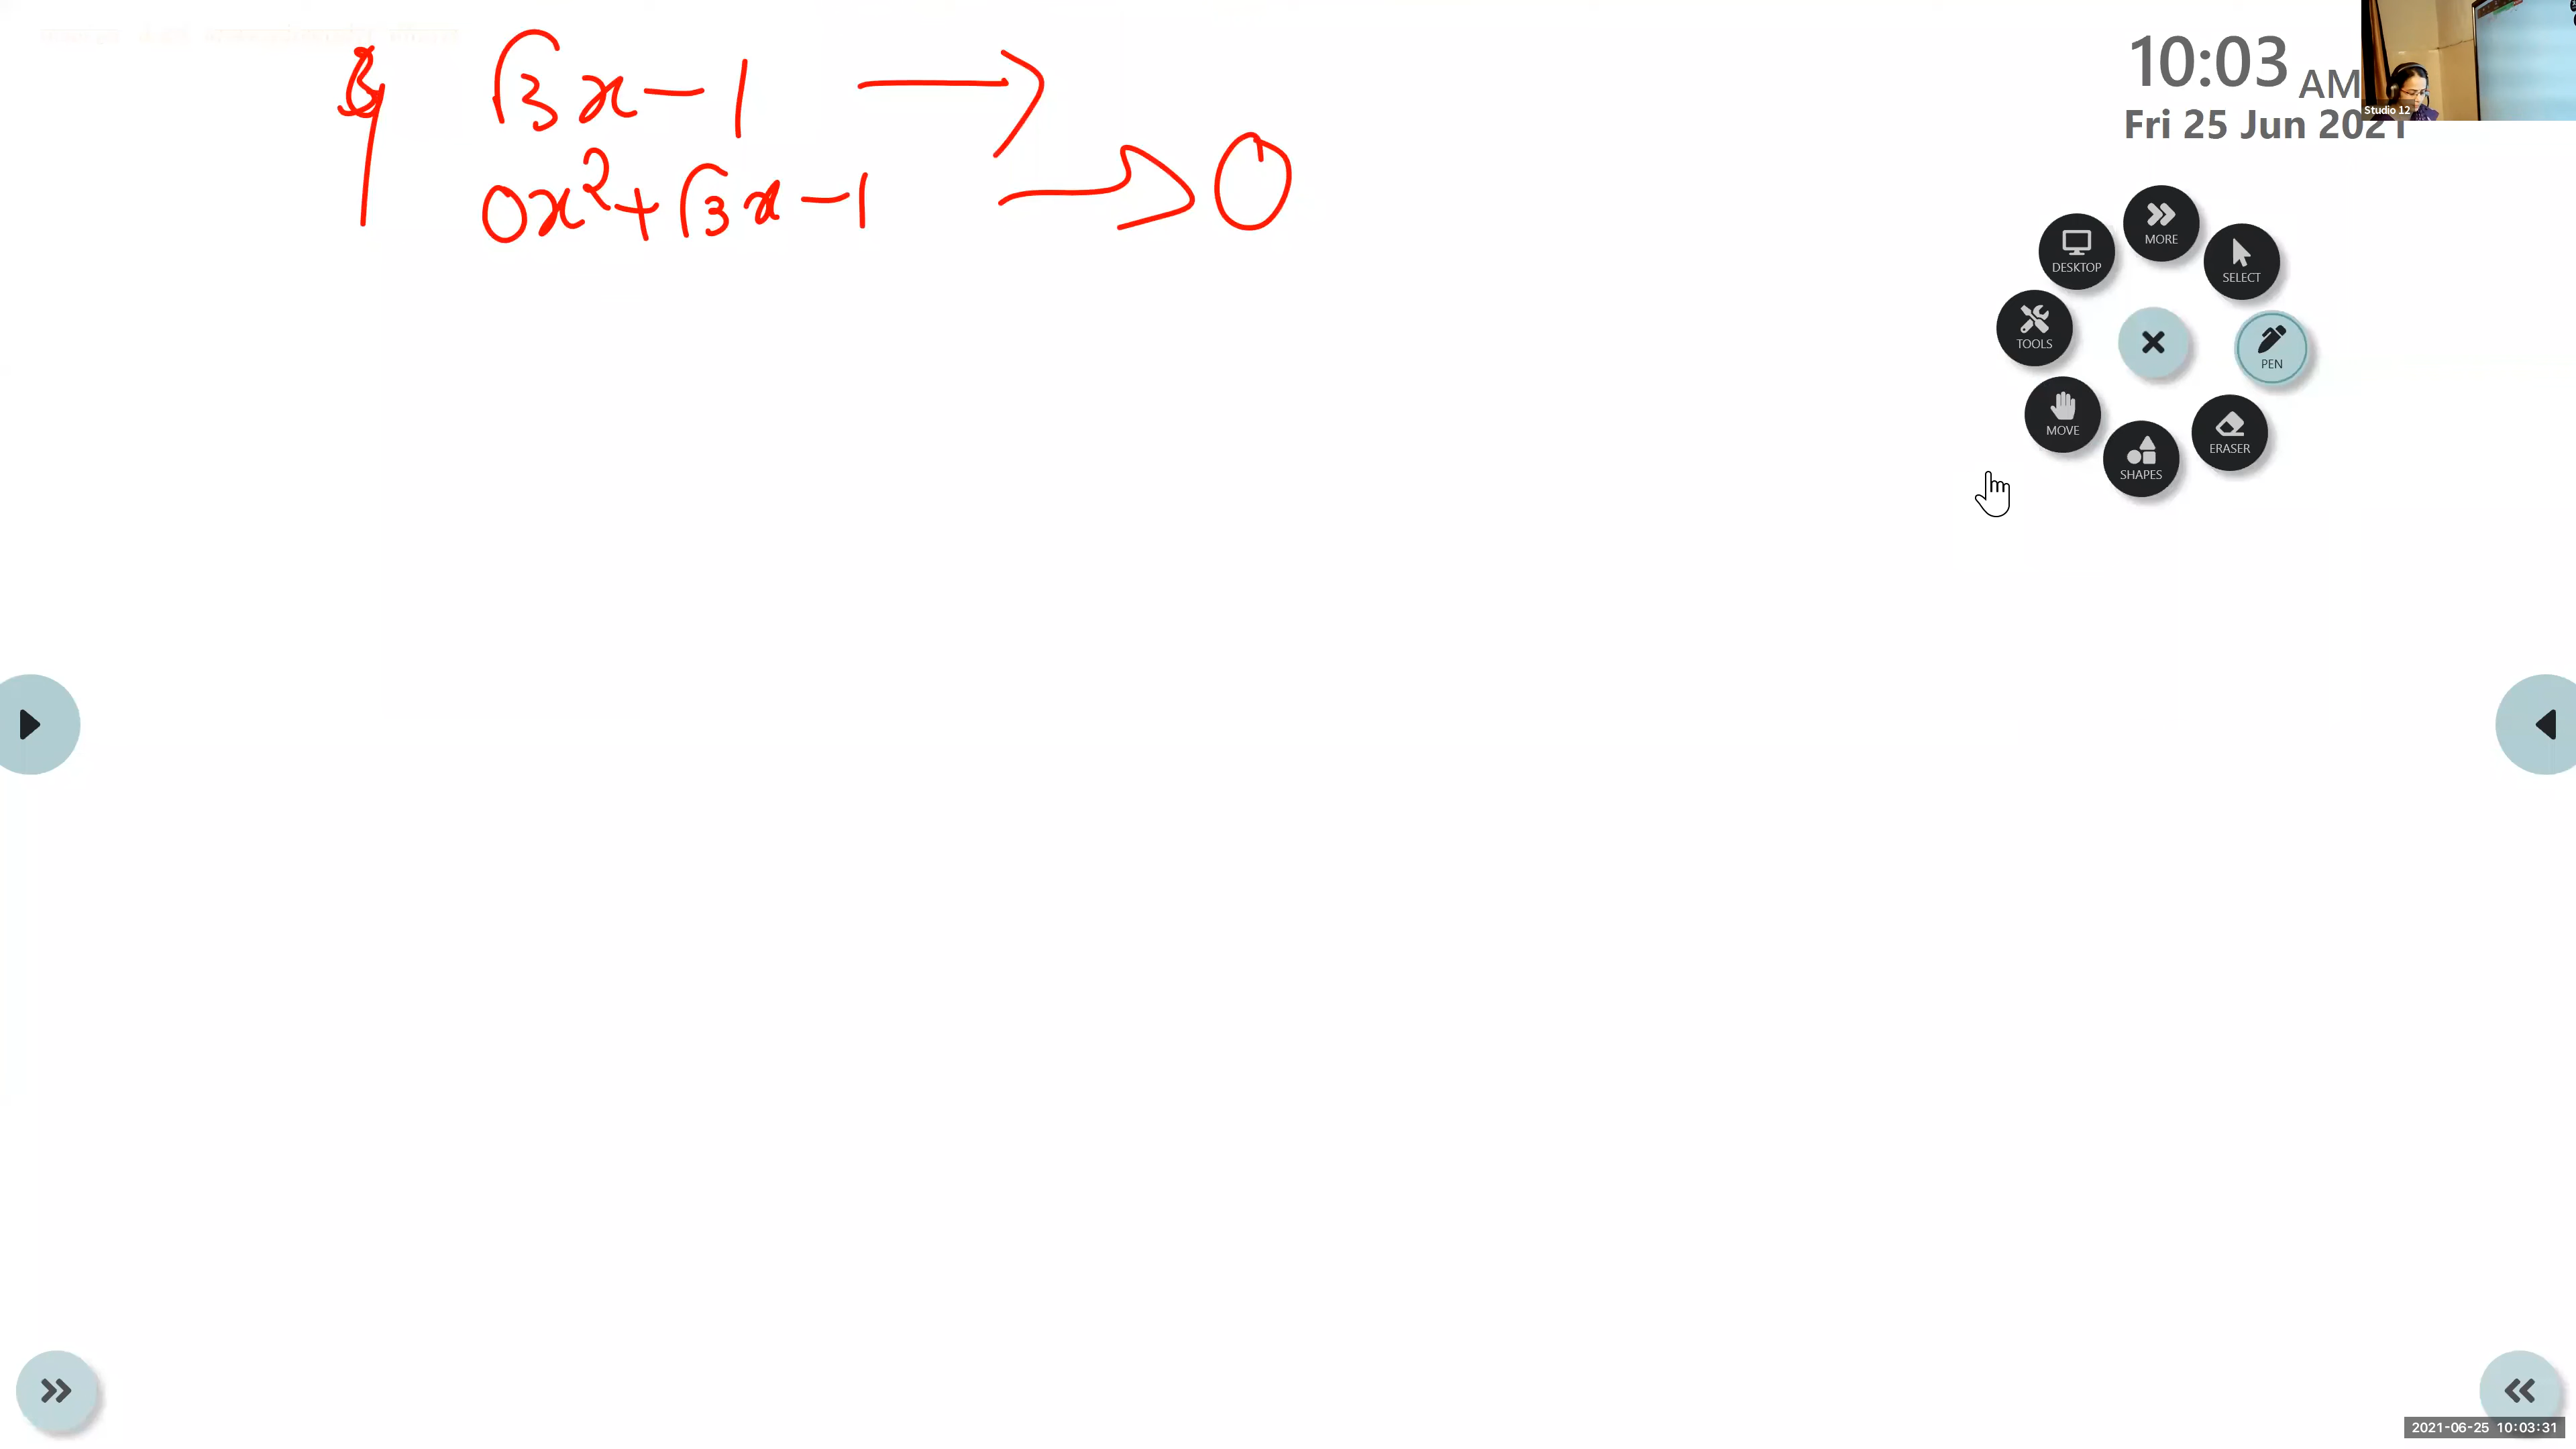 √3x-1 →
0x²+√3x-1 → 0
10:03 AM
Fri 25 Jun 2021
Studio 12
MORE
DESKTOP
SELECT
TOOLS
PEN
MOVE
ERASER
SHAPES
2021-06-25 10:03:31